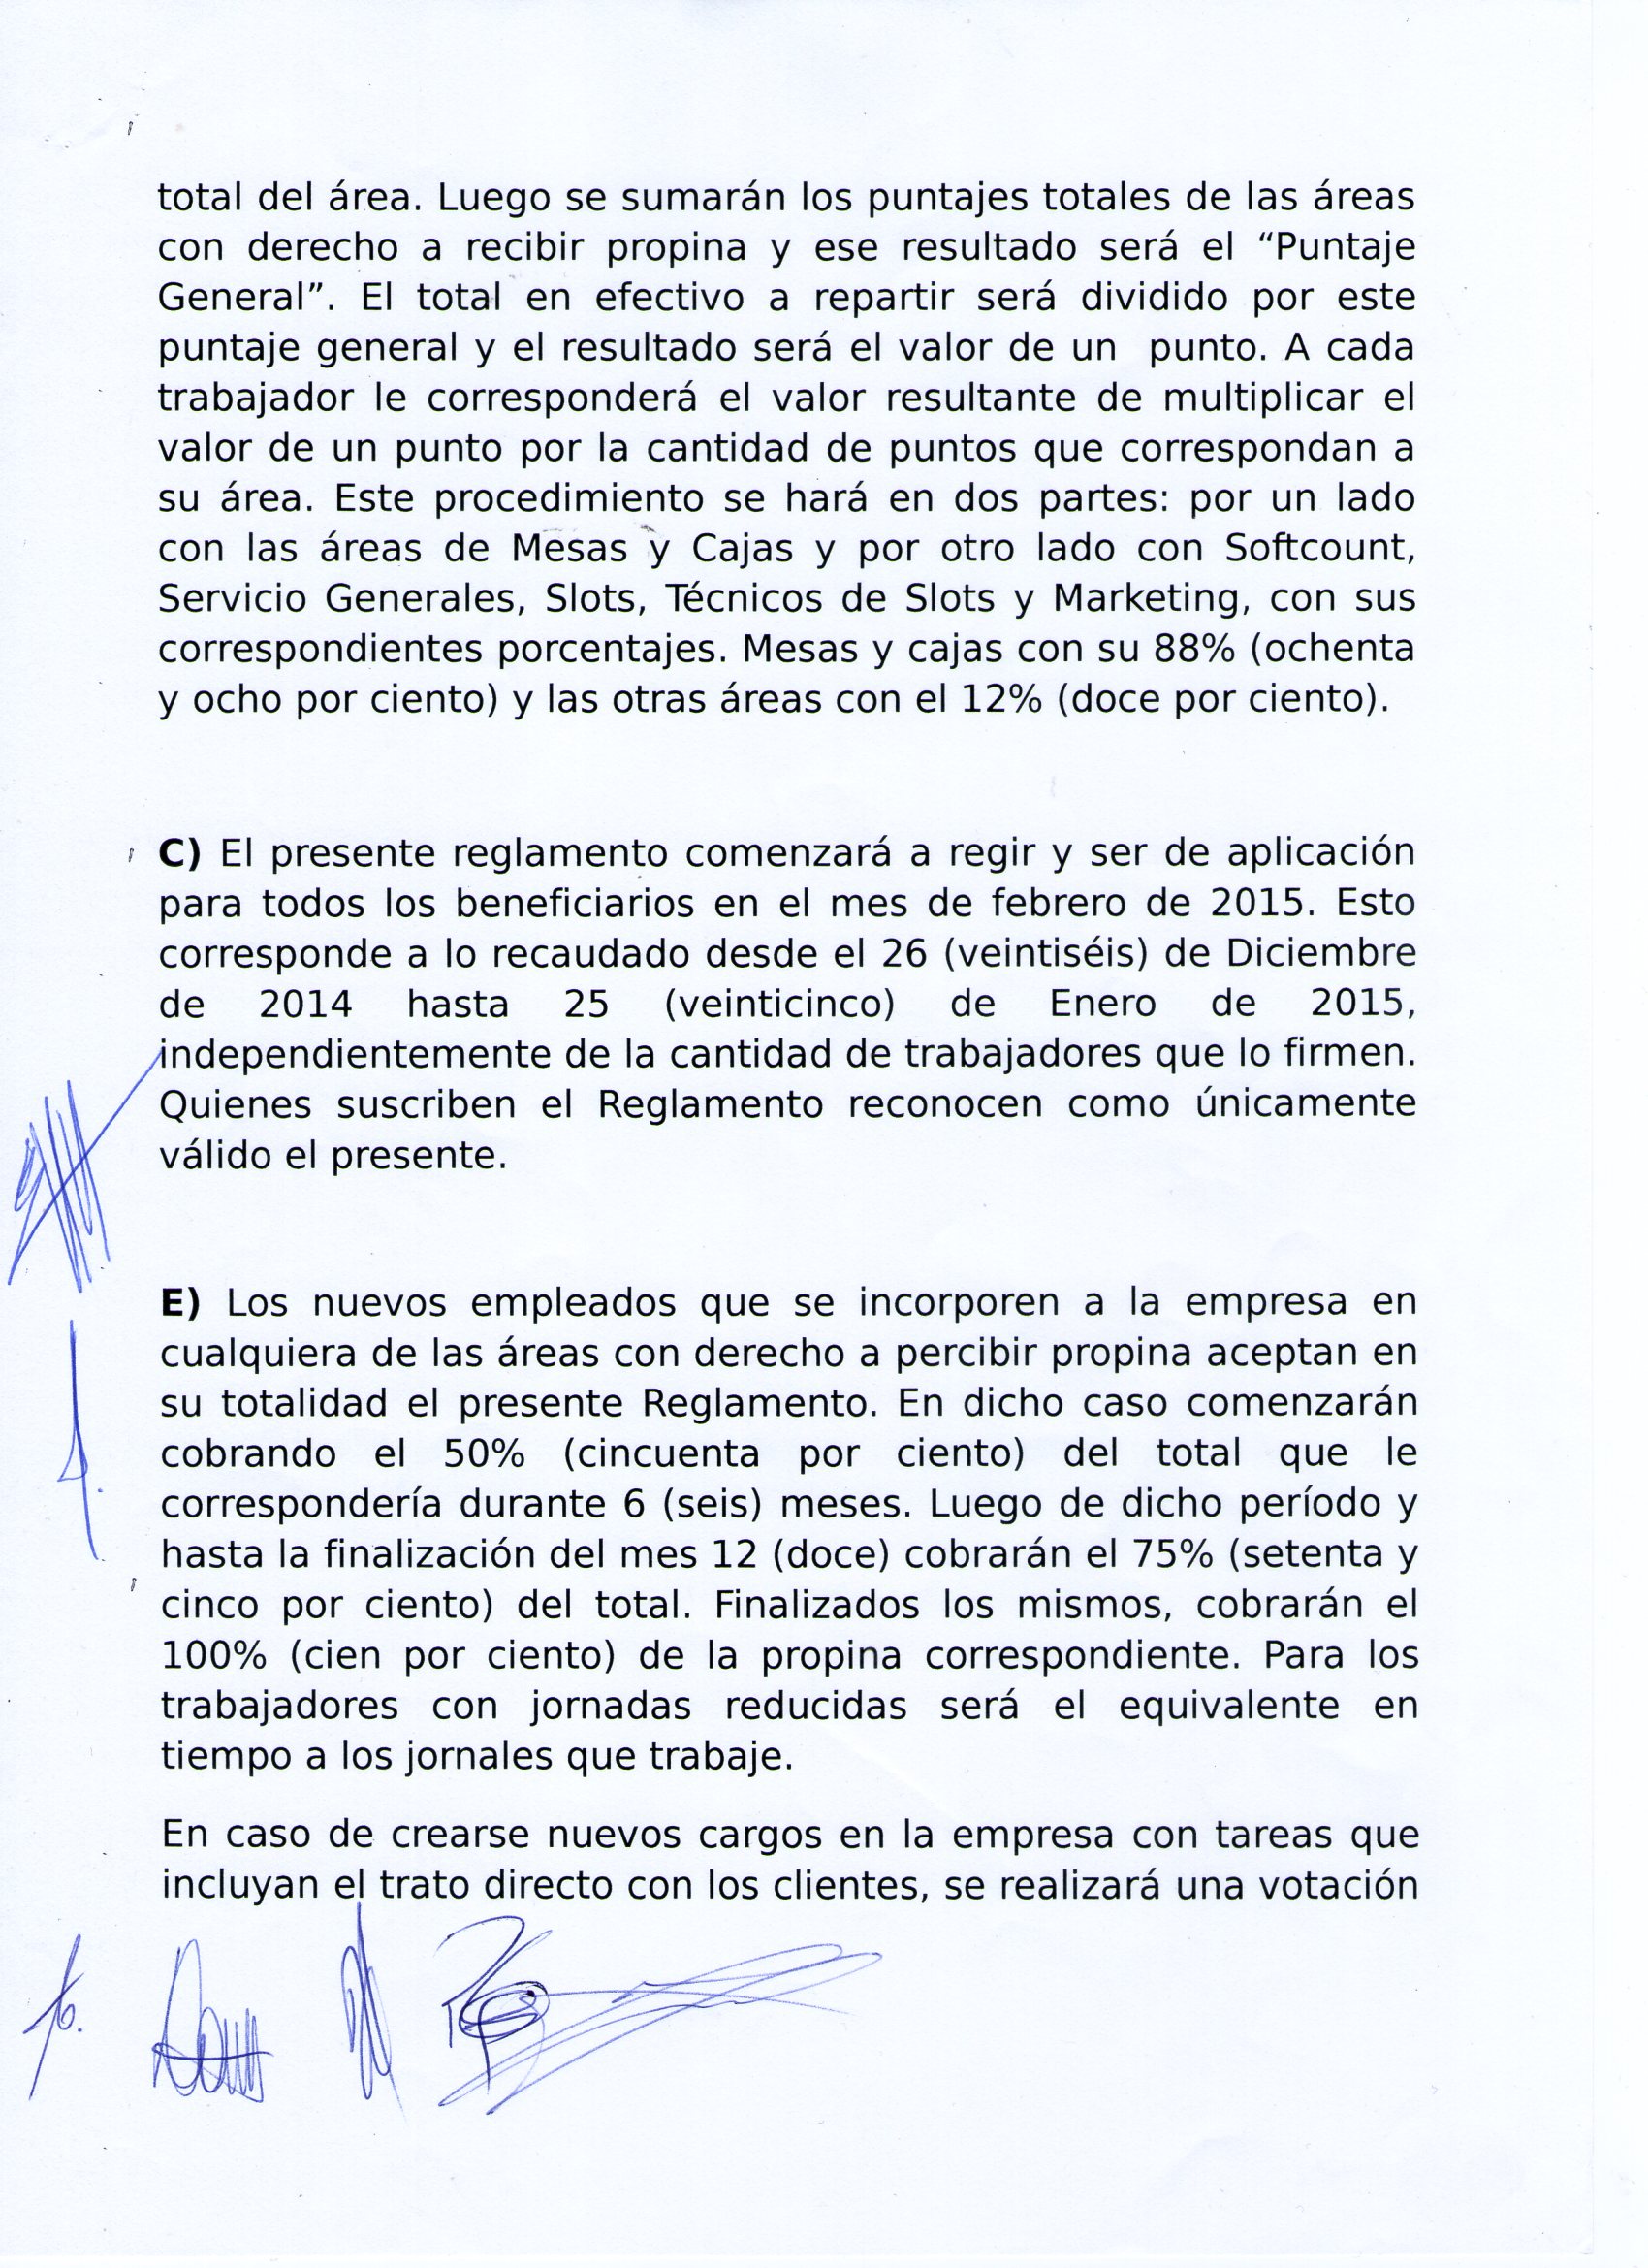 total del área. Luego se sumarán los puntajes totales de las áreas
con derecho a recibir propina y ese resultado será el “Puntaje
General”. El total en efectivo a repartir será dividido por este
puntaje general y el resultado será el valor de un punto. A cada
trabajador le corresponderá el valor resultante de multiplicar el
valor de un punto por la cantidad de puntos que correspondan a
su área. Este procedimiento se hará en dos partes: por un lado
con las áreas de Mesas y Cajas y por otro lado con Softcount,
Servicio Generales, Slots, Técnicos de Slots y Marketing, con sus
correspondientes porcentajes. Mesas y cajas con su 88% (ochenta
y ocho por ciento) y las otras áreas con el 12% (doce por ciento).
C) El presente reglamento comenzará a regir y ser de aplicación
para todos los beneficiarios en el mes de febrero de 2015. Esto
corresponde a lo recaudado desde el 26 (veintiséis) de Diciembre
de 2014 hasta 25 (veinticinco) de Enero de 2015,
independientemente de la cantidad de trabajadores que lo firmen.
Quienes suscriben el Reglamento reconocen como únicamente
válido el presente.
E) Los nuevos empleados que se incorporen a la empresa en
cualquiera de las áreas con derecho a percibir propina aceptan en
su totalidad el presente Reglamento. En dicho caso comenzarán
cobrando el 50% (cincuenta por ciento) del total que le
correspondería durante 6 (seis) meses. Luego de dicho período y
hasta la finalización del mes 12 (doce) cobrarán el 75% (setenta y
cinco por ciento) del total. Finalizados los mismos, cobrarán el
100% (cien por ciento) de la propina correspondiente. Para los
trabajadores con jornadas reducidas será el equivalente en
tiempo a los jornales que trabaje.
En caso de crearse nuevos cargos en la empresa con tareas que
incluyan el trato directo con los clientes, se realizará una votación